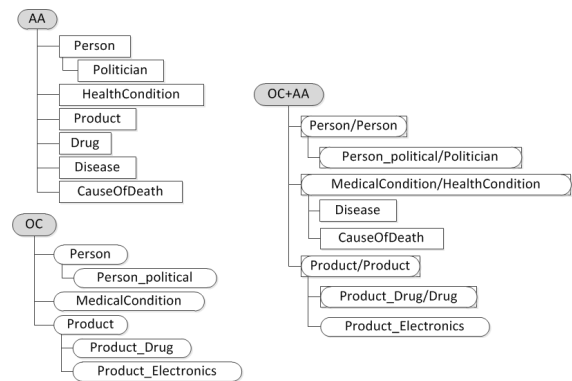 AA
Person
Politician
HealthCondition
Product
Drug
Disease
CauseOfDeath
OC
Person
Person_political
MedicalCondition
Product
Product_Drug
Product_Electronics
OC+AA
Person/Person
Person_political/Politician
MedicalCondition/HealthCondition
Disease
CauseOfDeath
Product/Product
Product_Drug/Drug
Product_Electronics